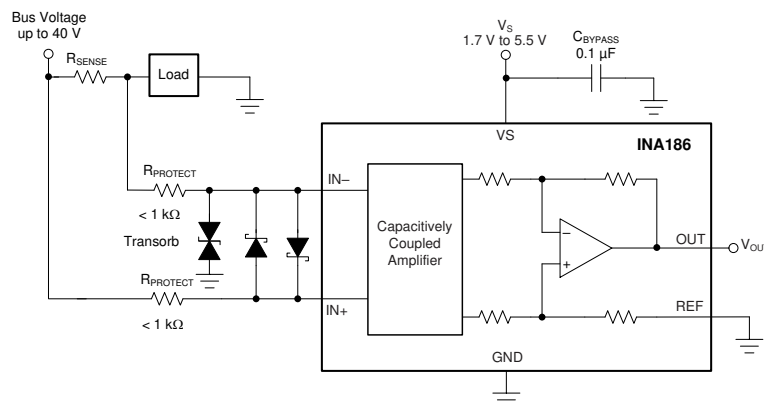 Bus Voltage
up to 40 V
RSENSE
Load
VS
1.7 V to 5.5 V
CBYPASS
0.1 µF
VS
INA186
RPROTECT
< 1 kΩ
IN–
Transorb
Capacitively
Coupled
Amplifier
–
+
OUT
VOU
RPROTECT
< 1 kΩ
IN+
REF
GND